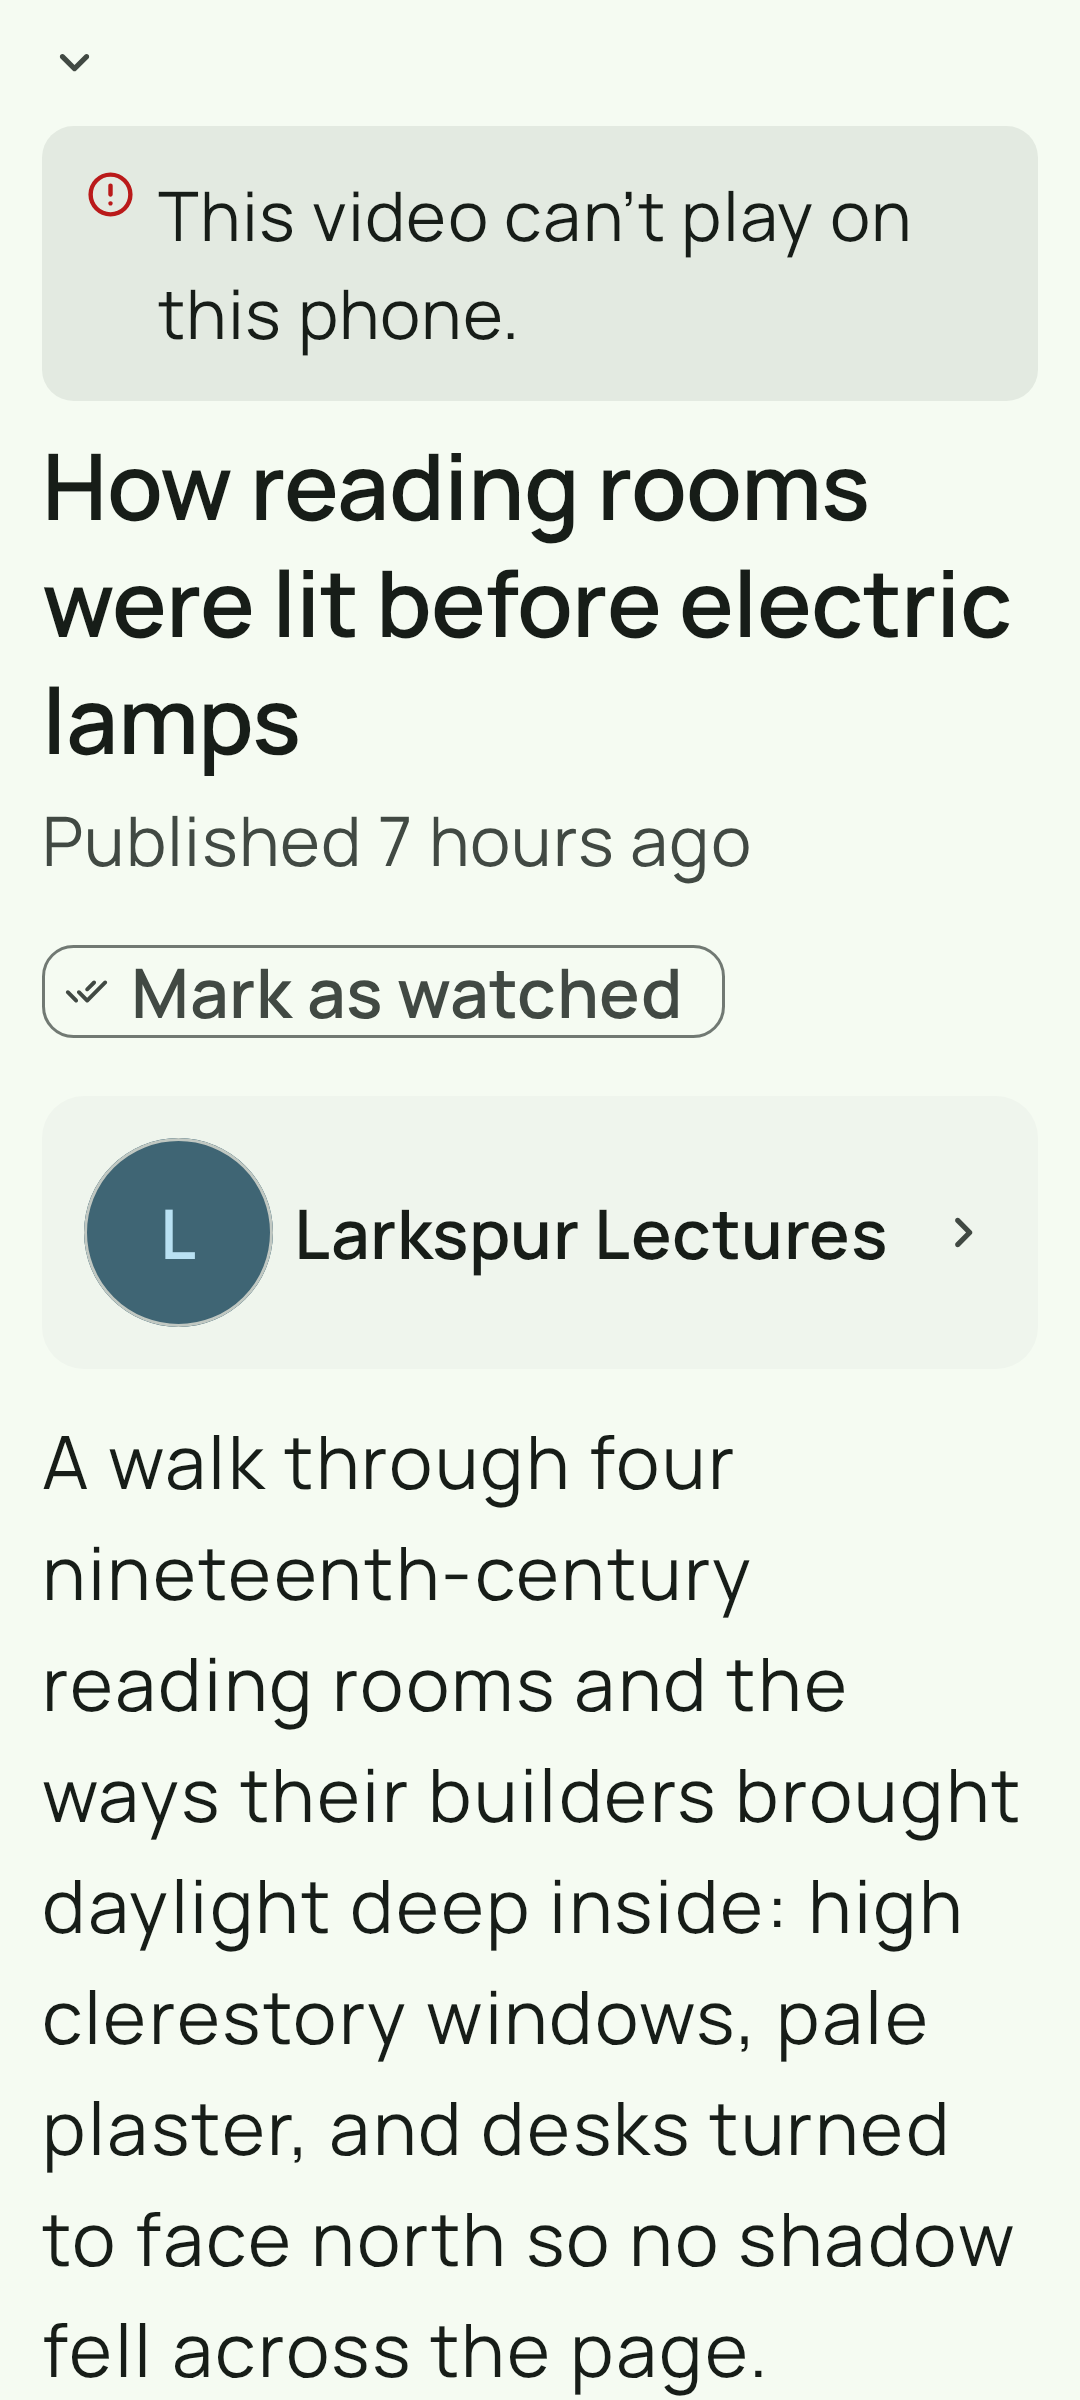 This video can’t play on
this phone.
How reading rooms
were lit before electric
lamps
Published 7 hours ago
Mark as watched
L
Larkspur Lectures
A walk through four
nineteenth-century
reading rooms and the
ways their builders brought
daylight deep inside: high
clerestory windows, pale
plaster, and desks turned
to face north so no shadow
fell across the page.